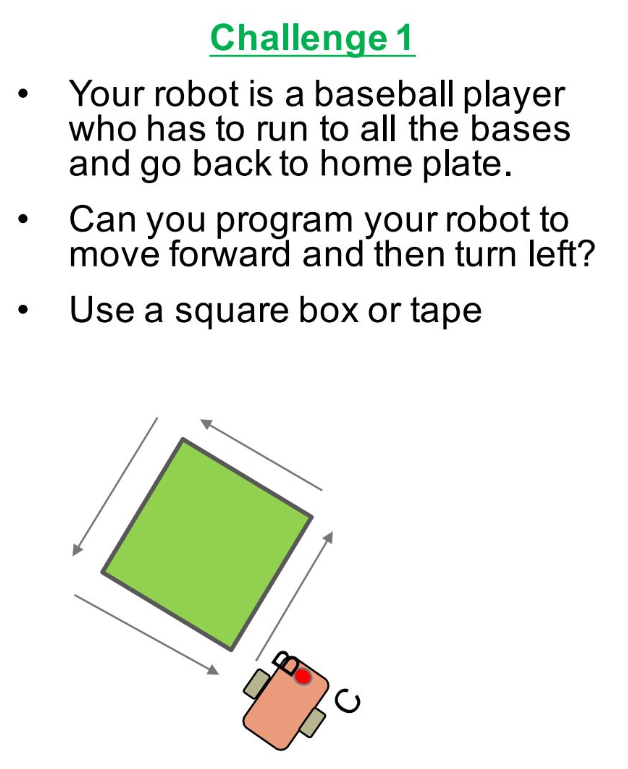 Challenge 1
• Your robot is a baseball player
who has to run to all the bases
and go back to home plate.
• Can you program your robot to
move forward and then turn left?
• Use a square box or tape
B
C